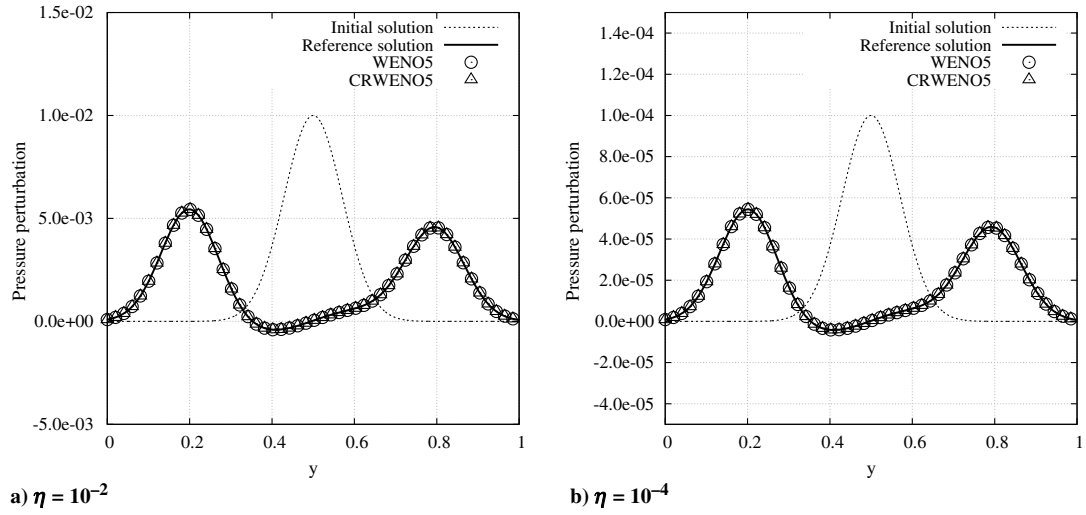 1.5e-02
1.0e-02
5.0e-03
0.0e+00
-5.0e-03
Pressure perturbation
Initial solution
Reference solution
WENO5
CRWENO5
0 0.2 0.4 0.6 0.8 1
y
a) η = 10⁻²
1.4e-04
1.2e-04
1.0e-04
8.0e-05
6.0e-05
4.0e-05
2.0e-05
0.0e+00
-2.0e-05
-4.0e-05
Pressure perturbation
Initial solution
Reference solution
WENO5
CRWENO5
0 0.2 0.4 0.6 0.8 1
y
b) η = 10⁻⁴